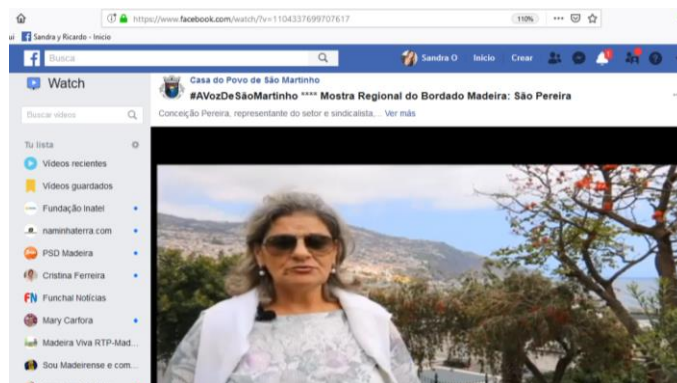 https://www.facebook.com/watch/?v=1104337699707617
110%
Sandra y Ricardo - Inicio
f Busca
Sandra O Inicio Crear
Watch
Buscar vídeos
Casa do Povo de São Martinho
#AVozDeSãoMartinho **** Mostra Regional do Bordado Madeira: São Pereira
Conceição Pereira, representante do setor e sindicalista... Ver más
Tu lista
Vídeos recientes
Vídeos guardados
Fundação Inatel
naminhaterra.com
PSD Madeira
Cristina Ferreira
FN Funchal Notícias
Mary Carfora
Madeira Viva RTP-Mad...
Sou Madeirense e com...